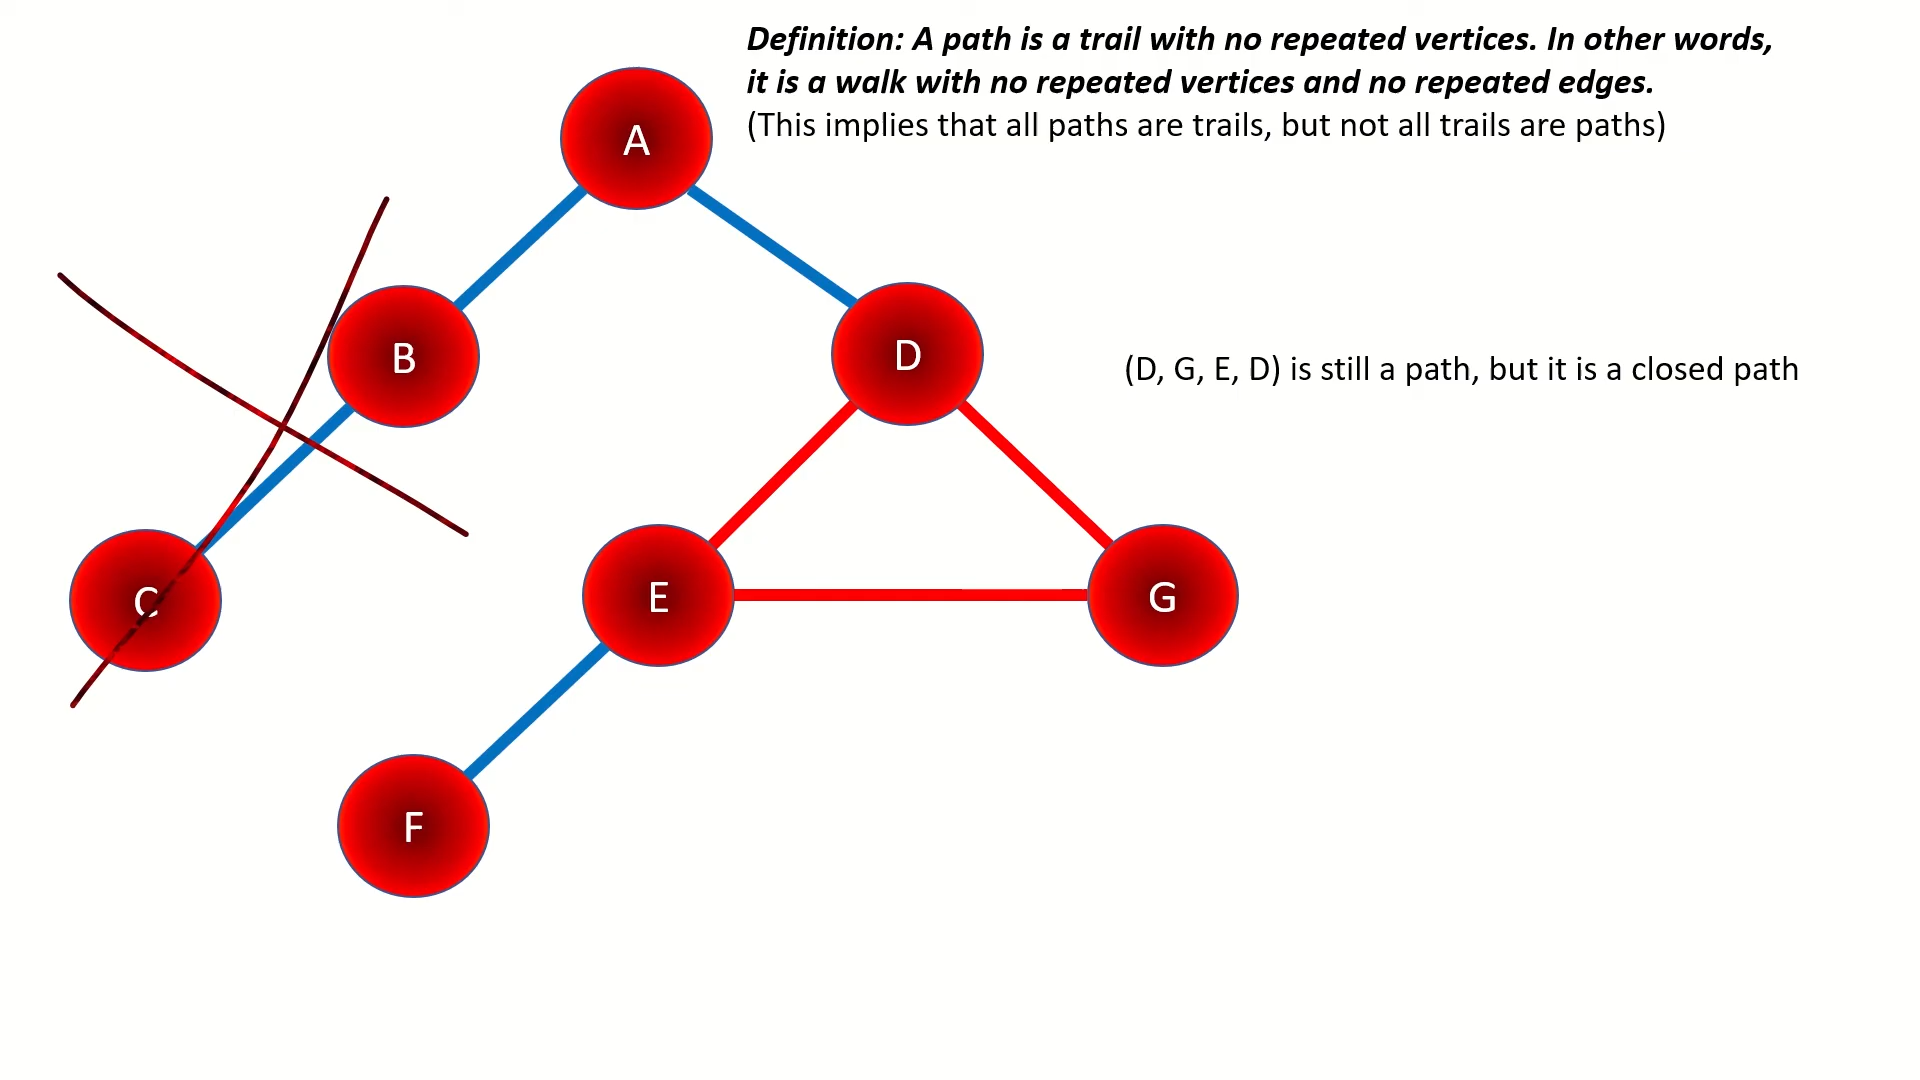 Definition: A path is a trail with no repeated vertices. In other words,
it is a walk with no repeated vertices and no repeated edges.
(This implies that all paths are trails, but not all trails are paths)
A
B
D
(D, G, E, D) is still a path, but it is a closed path
C
E
G
F